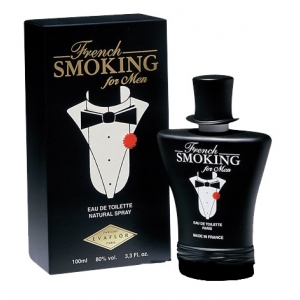 French
SMOKING
for Men
EAU DE TOILETTE
NATURAL SPRAY
EVAFLOR
PARIS
100ml 80% vol. 3,3 Fl. oz.
French
SMOKING
for Men
EAU DE TOILETTE
PARIS
MADE IN FRANCE